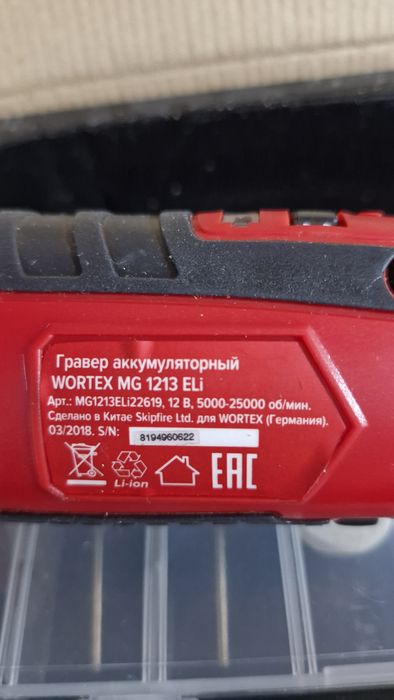 Гравер аккумуляторный
WORTEX MG 1213 ELi
Арт.: MG1213ELi22619, 12 В, 5000-25000 об/мин.
Сделано в Китае Skipfire Ltd. для WORTEX (Германия).
03/2018. S/N: 8194960622
Li-ion EAC